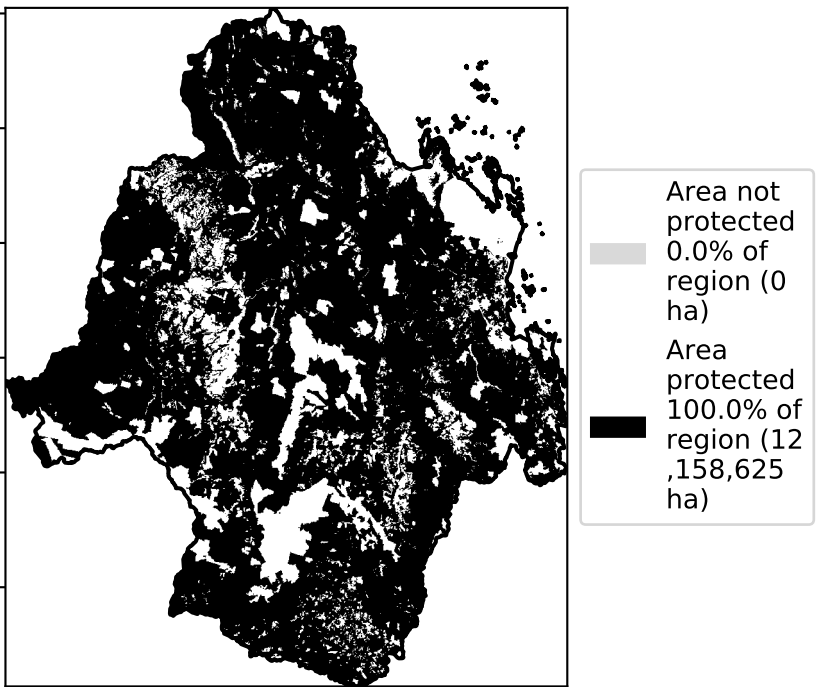 Area not
protected
0.0% of
region (0
ha)
Area
protected
100.0% of
region (12
,158,625
ha)